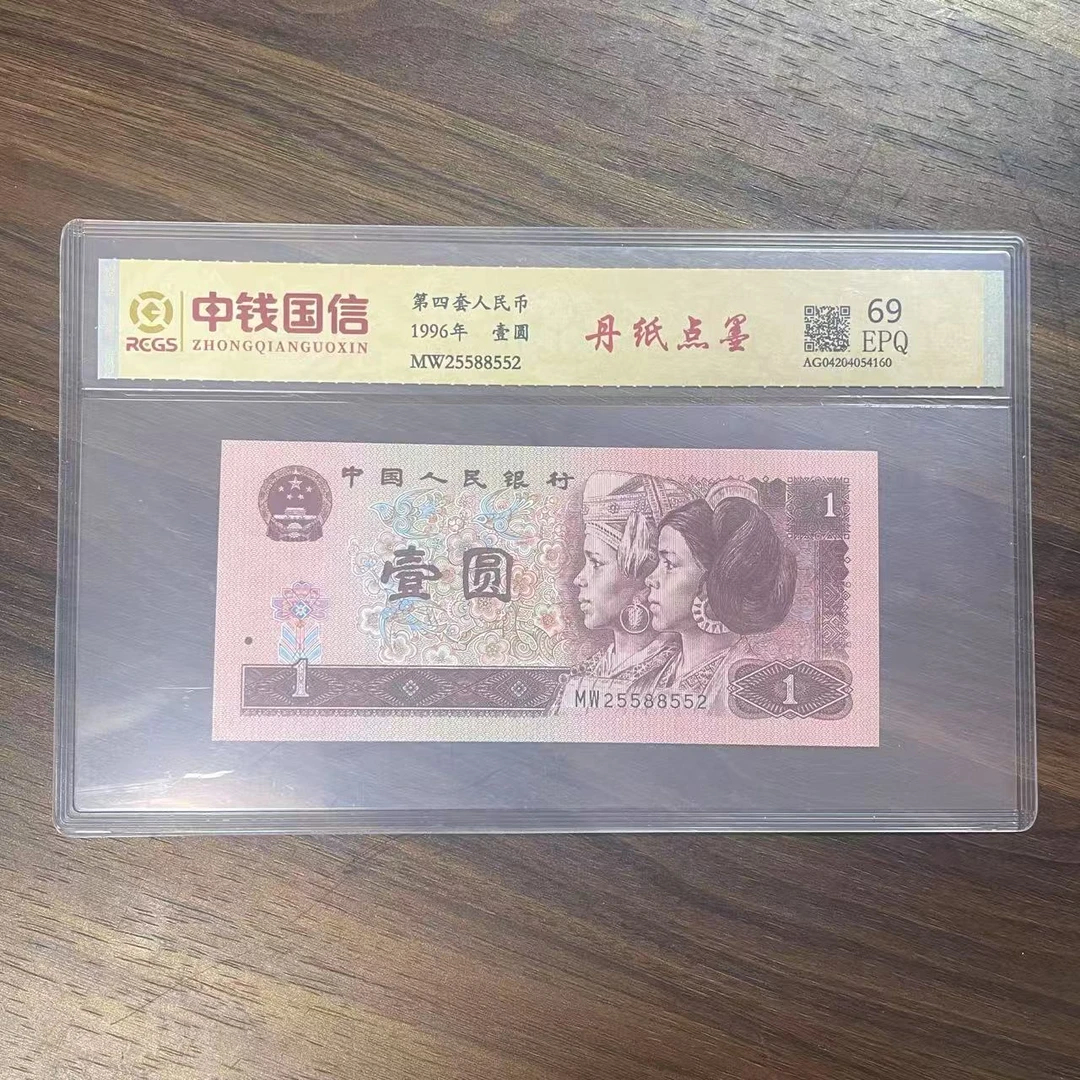 RCGS
中钱国信
ZHONGQIANGUOXIN
第四套人民币
1996年 壹圆
MW25588552
丹纸点墨
69
EPQ
AG04204054160
中国人民银行
1
壹圆
1
MW25588552
1